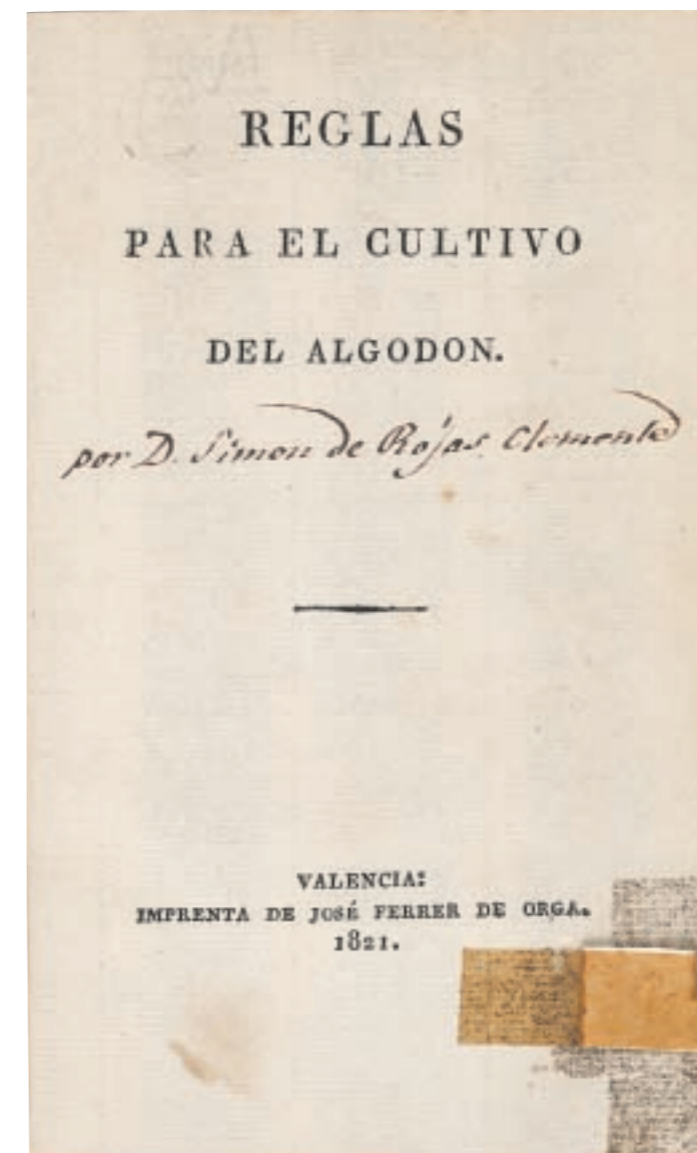 REGLAS
PARA EL CULTIVO
DEL ALGODON.
por D. Simon de Rojas Clemente
VALENCIA:
IMPRENTA DE JOSÉ FERRER DE ORGA.
1821.